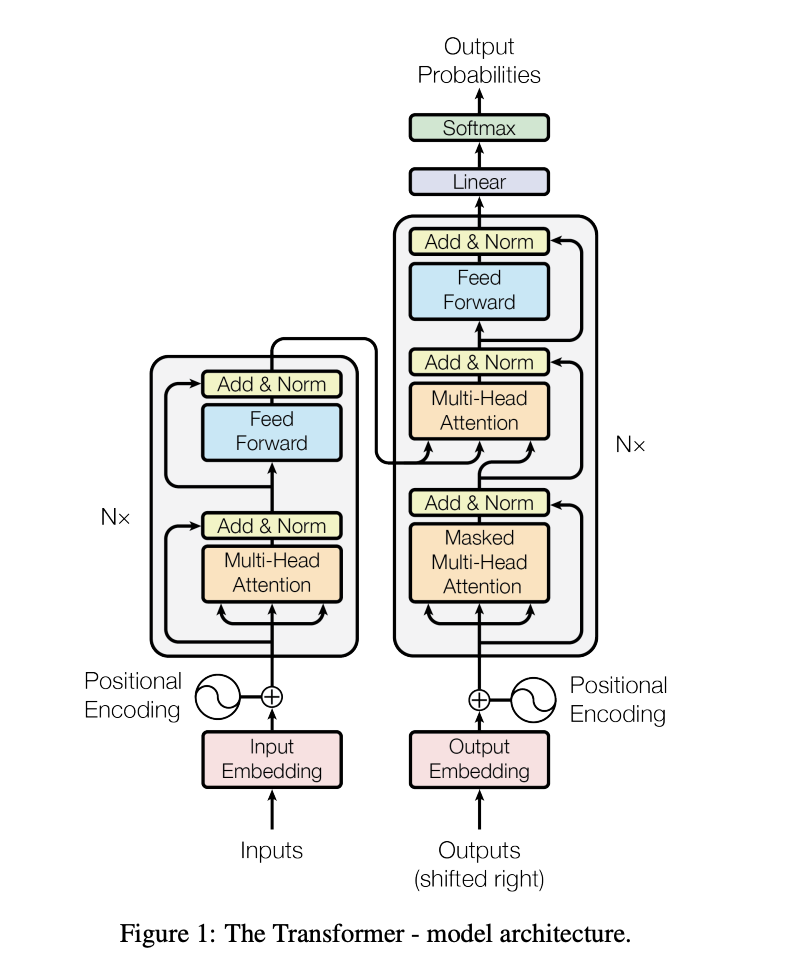 Output
Probabilities
Softmax
Linear
Add & Norm
Feed
Forward
Add & Norm
Multi-Head
Attention
Add & Norm
Masked
Multi-Head
Attention
N×
Add & Norm
Feed
Forward
Add & Norm
Multi-Head
Attention
N×
Positional
Encoding
Positional
Encoding
Input
Embedding
Output
Embedding
Inputs
Outputs
(shifted right)
Figure 1: The Transformer - model architecture.